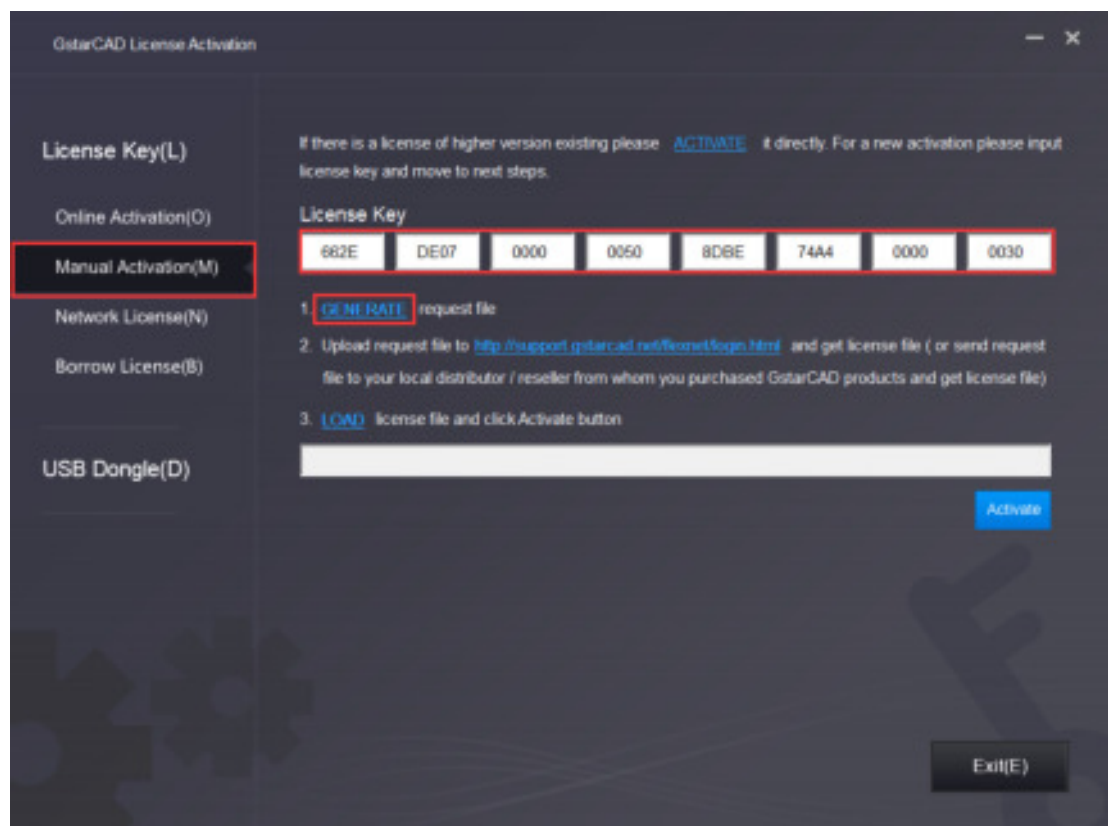 GstarCAD License Activation
License Key(L)
Online Activation(O)
Manual Activation(M)
Network License(N)
Borrow License(B)
USB Dongle(D)
If there is a license of higher version existing please ACTIVATE it directly. For a new activation please input
license key and move to next steps.
License Key
662E DE07 0000 0050 8DBE 74A4 0000 0030
1. GENERATE request file
2. Upload request file to http://support.gstarcad.net/flexnet/login.html and get license file ( or send request
file to your local distributor / reseller from whom you purchased GstarCAD products and get license file)
3. LOAD license file and click Activate button
Activate
Exit(E)